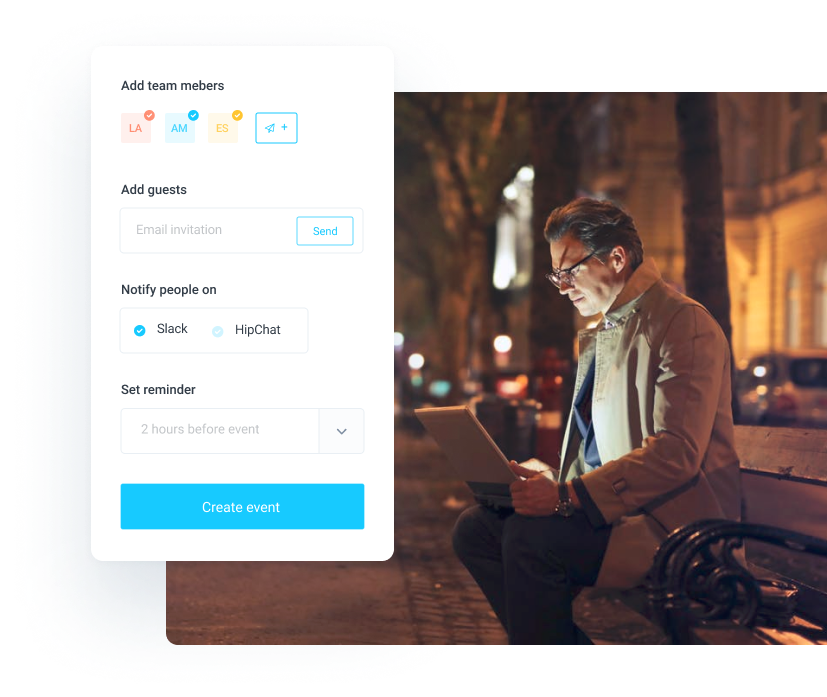 Add team mebers
LA AM ES +
Add guests
Email invitation Send
Notify people on
Slack HipChat
Set reminder
2 hours before event
Create event